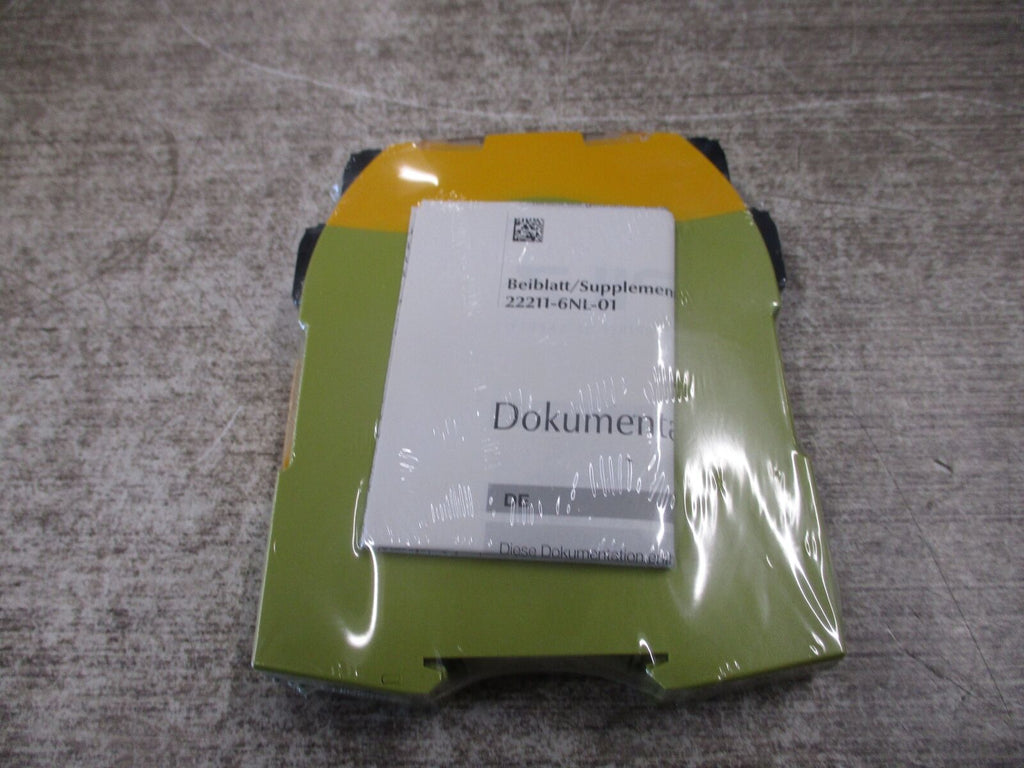 Beiblatt/Supplemen
22211-6NL-01
Dokumenta
DE
Diese Dokumentation